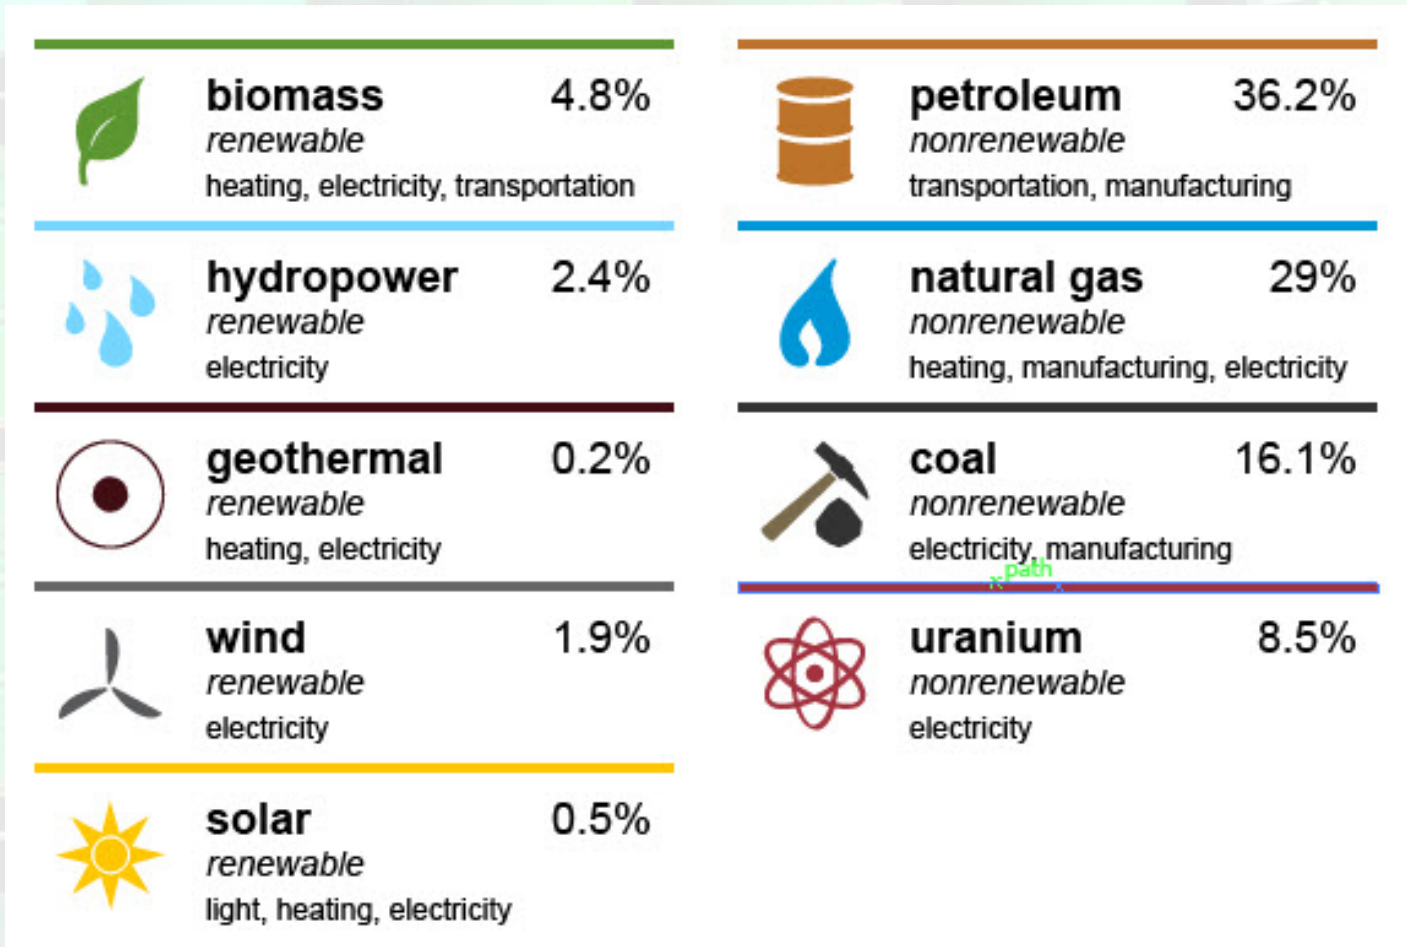 biomass 4.8%
renewable
heating, electricity, transportation
hydropower 2.4%
renewable
electricity
geothermal 0.2%
renewable
heating, electricity
wind 1.9%
renewable
electricity
solar 0.5%
renewable
light, heating, electricity
petroleum 36.2%
nonrenewable
transportation, manufacturing
natural gas 29%
nonrenewable
heating, manufacturing, electricity
coal 16.1%
nonrenewable
electricity, manufacturing
path
uranium 8.5%
nonrenewable
electricity